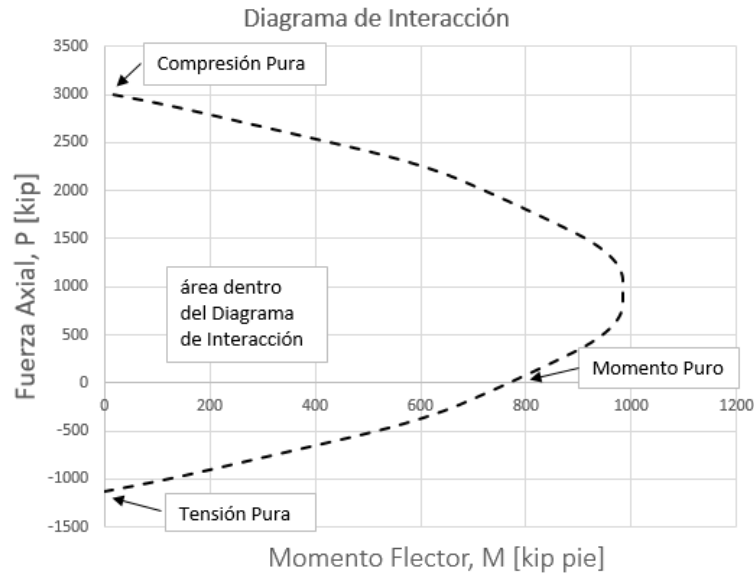 Diagrama de Interacción
3500
Compresión Pura
3000
2500
2000
1500
1000
500
0
-500
-1000
-1500
Fuerza Axial, P [kip]
área dentro
del Diagrama
de Interacción
Momento Puro
0 200 400 600 800 1000 1200
Tensión Pura
Momento Flector, M [kip pie]